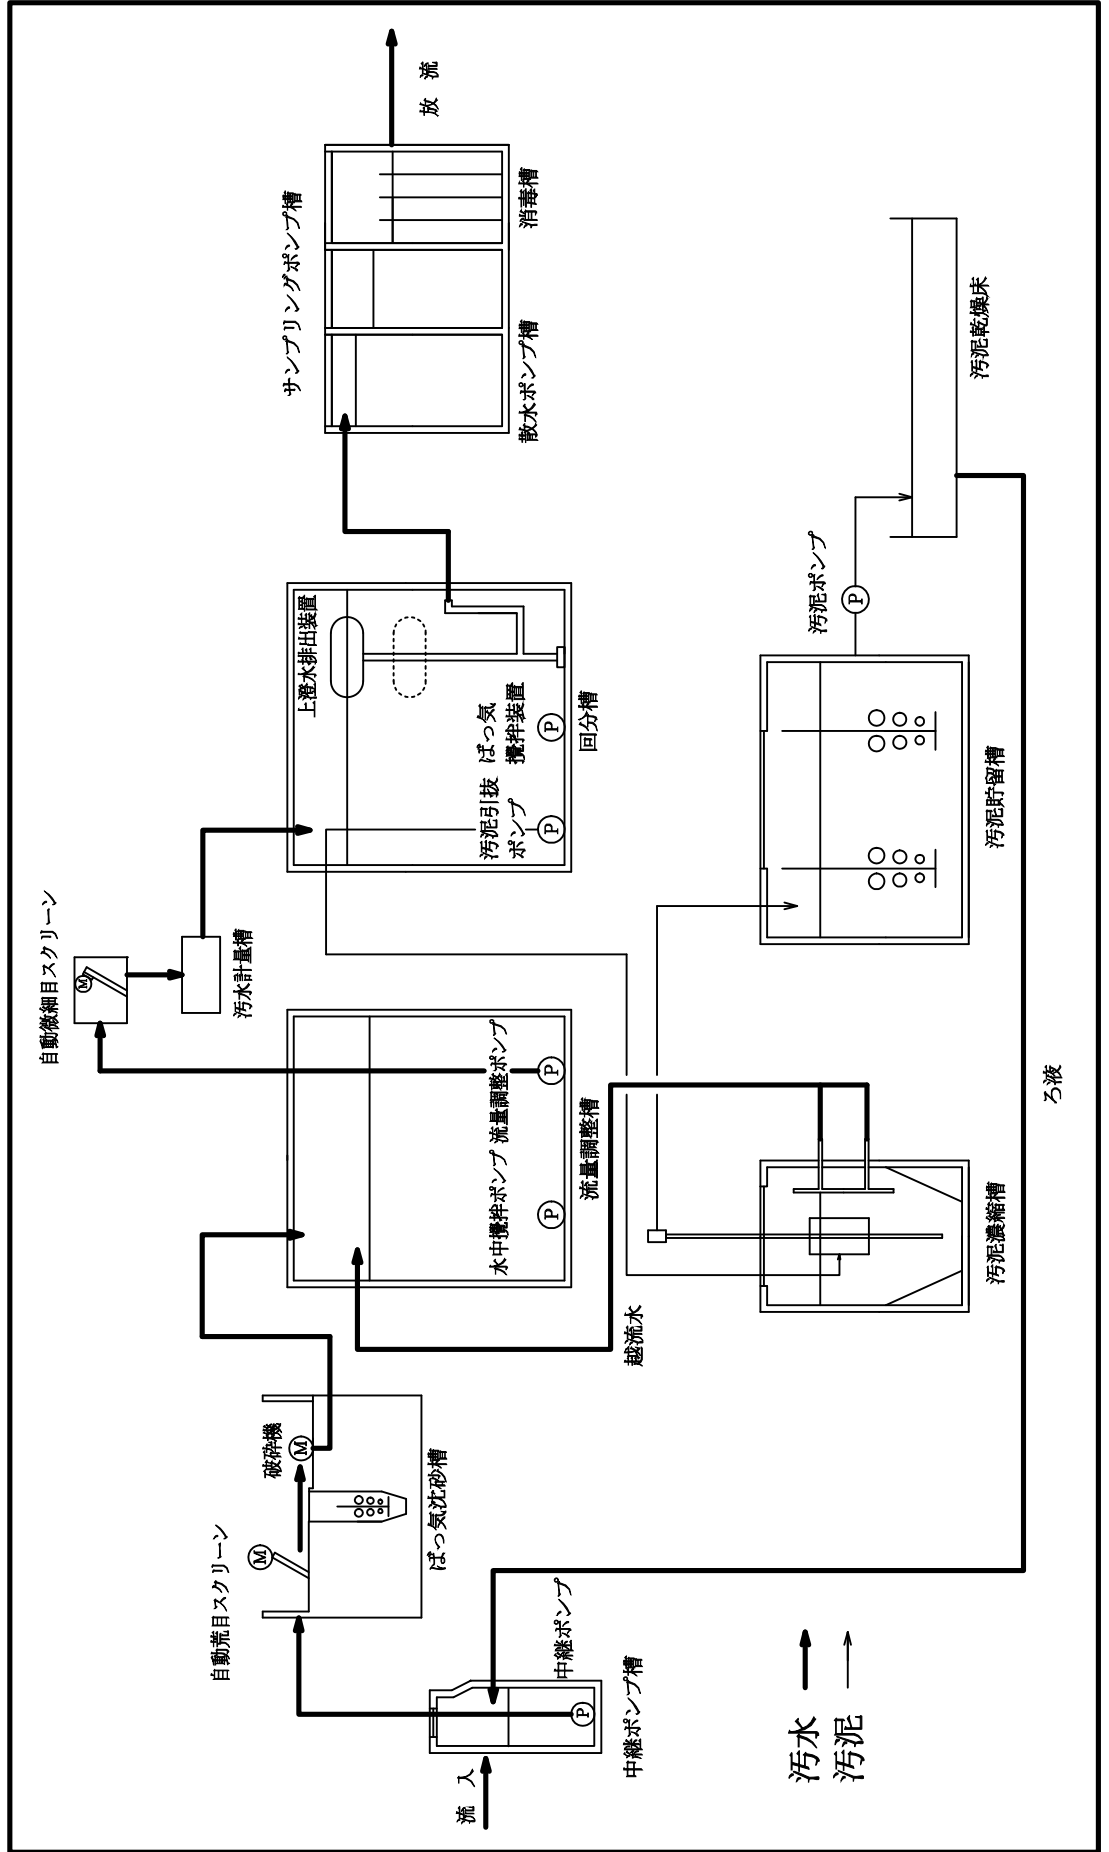 流 入
中継ポンプ槽
中継ポンプ
P
自動荒目スクリーン
M
破砕機
M
ばっ気沈砂槽
水中攪拌ポンプ
P
流量調整ポンプ
P
流量調整槽
越流水
自動微細目スクリーン
M
汚水計量槽
上澄水排出装置
汚泥引抜
ポンプ
P
ばっ気
攪拌装置
P
回分槽
サンプリングポンプ槽
散水ポンプ槽
消毒槽
放 流
汚泥濃縮槽
汚泥貯留槽
汚泥ポンプ
P
汚泥乾燥床
ろ液
汚水
汚泥